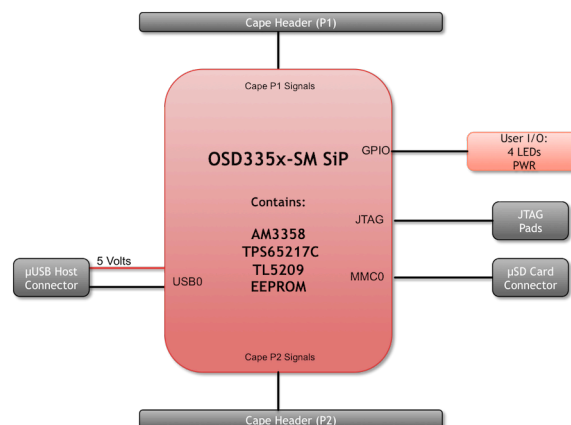 Cape Header (P1)
Cape P1 Signals
GPIO
User I/O:
4 LEDs
PWR
OSD335x-SM SiP
Contains:
AM3358
TPS65217C
TL5209
EEPROM
JTAG
JTAG
Pads
5 Volts
µUSB Host
Connector
USB0
MMC0
µSD Card
Connector
Cape P2 Signals
Cape Header (P2)